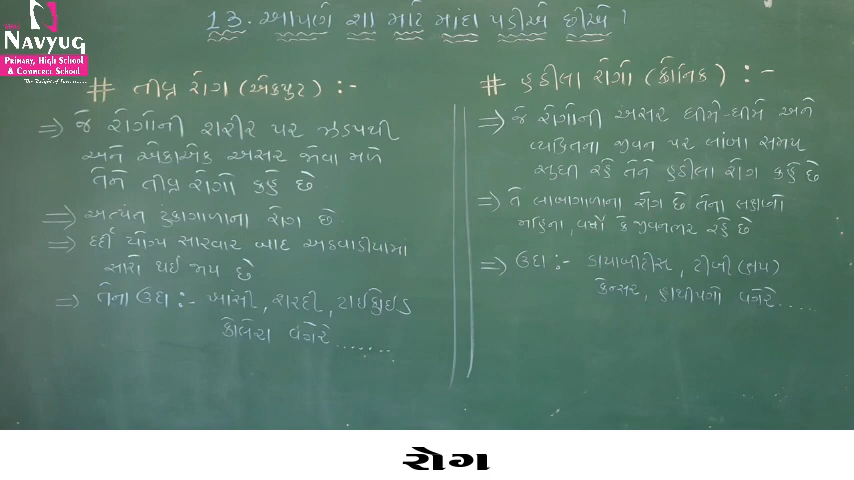 NAVYUG
PRIMARY, HIGH SCHOOL
& COMMERCE SCHOOL
13. આપણે શા માટે માંદા પડીએ છીએ ?
# તીવ્ર રોગ (એક્યુટ) :-
⇒ જે રોગોની શરીર પર ઝડપથી
અને એકાએક અસર જોવા મળે
તેને તીવ્ર રોગો કહે છે
⇒ અત્યંત ટુંકાગાળાના રોગ છે
⇒ દર્દી યોગ્ય સારવાર બાદ અઠવાડીયામા
સારો થઈ જાય છે
⇒ તેના ઉદા :- ખાંસી, શરદી, ટાઈફોઈડ
કોલેરા વગેરે.......
# હઠીલા રોગો (ક્રોનિક) :-
⇒ જે રોગોની અસર ધીમે-ધીમે અને
વ્યકિતના જીવન પર લાંબા સમય
સુધી રહે તેને હઠીલા રોગ કહે છે
⇒ તે લાંબાગાળાના રોગ છે તેના લક્ષણો
મહિના, વર્ષો કે જીવનભર રહે છે
⇒ ઉદા :- ડાયાબીટીસ, ટીબી (ક્ષય)
કેન્સર, હાથીપગો વગેરે......
રોગ